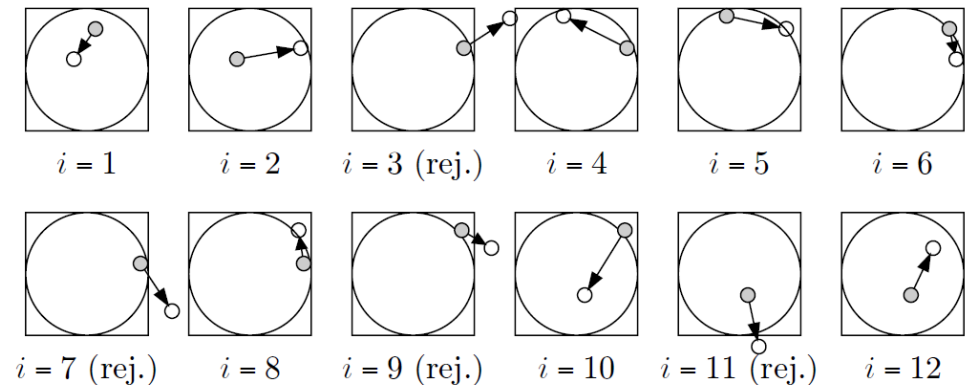 i = 1 i = 2 i = 3 (rej.) i = 4 i = 5 i = 6
i = 7 (rej.) i = 8 i = 9 (rej.) i = 10 i = 11 (rej.) i = 12